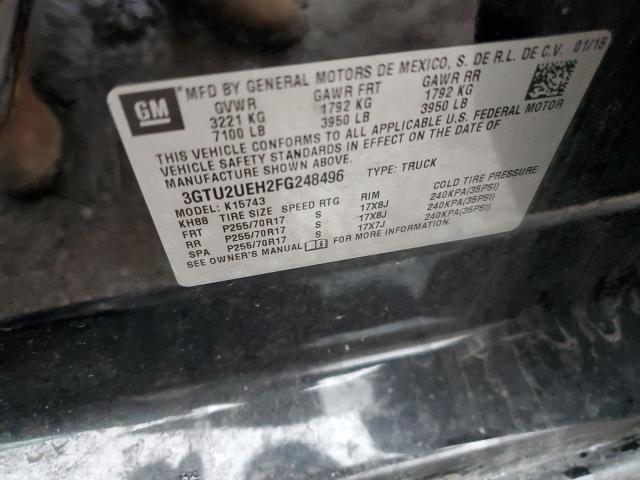 GM
MFD BY GENERAL MOTORS DE MEXICO, S. DE R.L. DE C.V. 01/15
GVWR GAWR FRT GAWR RR
3221 KG 1792 KG 1792 KG
7100 LB 3950 LB 3950 LB
THIS VEHICLE CONFORMS TO ALL APPLICABLE U.S. FEDERAL MOTOR
VEHICLE SAFETY STANDARDS IN EFFECT ON THE DATE OF
MANUFACTURE SHOWN ABOVE.
3GTU2UEH2FG248496 TYPE: TRUCK
MODEL: K15743 COLD TIRE PRESSURE
KH88 TIRE SIZE SPEED RTG RIM 240KPA(35PSI)
FRT P255/70R17 S 17X8J 240KPA(35PSI)
RR P255/70R17 S 17X8J 240KPA(35PSI)
SPA P255/70R17 S 17X7J
SEE OWNER'S MANUAL FOR MORE INFORMATION.